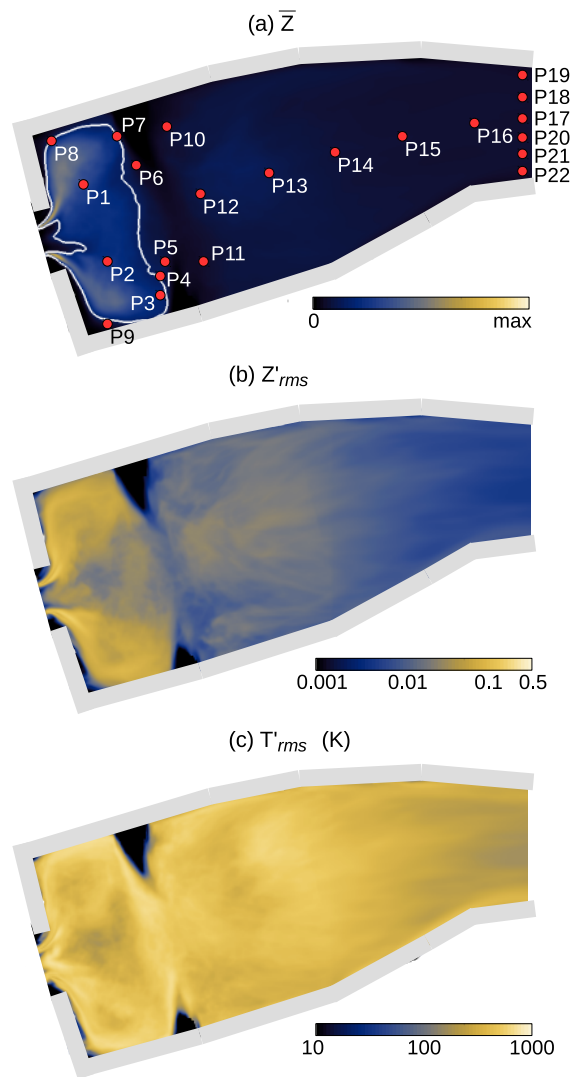 (a) Z̅
P19
P18
P7
P10
P17
P8
P16
P20
P15
P21
P6
P14
P22
P1
P13
P12
P5
P11
P2
P4
P3
P9
0 max
(b) Z'rms
0.001 0.01 0.1 0.5
(c) T'rms (K)
10 100 1000